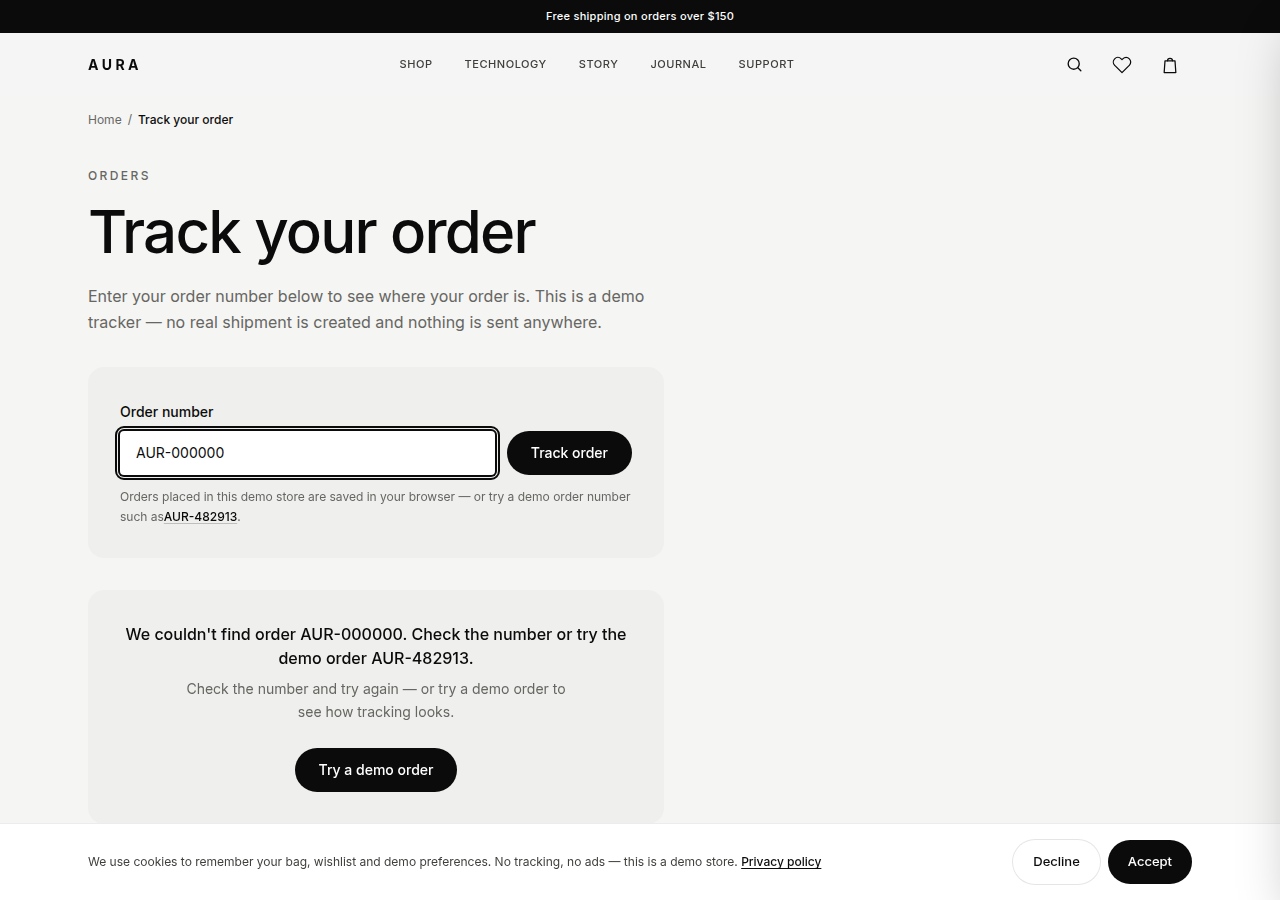 Free shipping on orders over $150
AURA
SHOP TECHNOLOGY STORY JOURNAL SUPPORT
Home / Track your order
ORDERS
Track your order
Enter your order number below to see where your order is. This is a demo
tracker — no real shipment is created and nothing is sent anywhere.
Order number
AUR-000000 Track order
Orders placed in this demo store are saved in your browser — or try a demo order number
such asAUR-482913.
We couldn't find order AUR-000000. Check the number or try the
demo order AUR-482913.
Check the number and try again — or try a demo order to
see how tracking looks.
Try a demo order
We use cookies to remember your bag, wishlist and demo preferences. No tracking, no ads — this is a demo store. Privacy policy Decline Accept